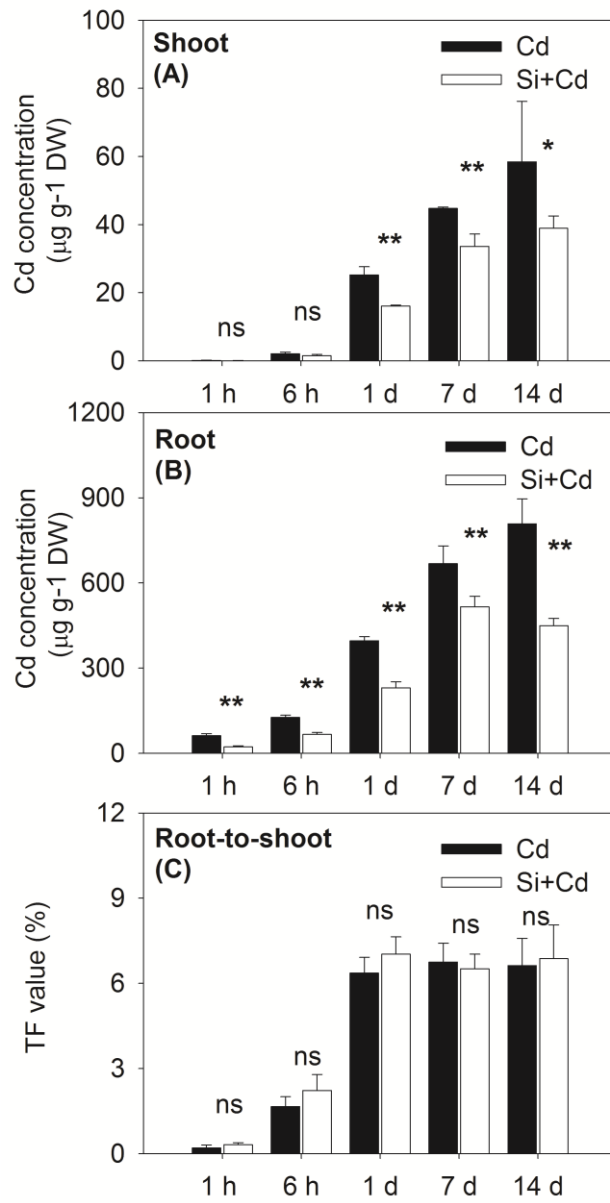 100
80
60
40
20
0
Cd concentration
(μg g-1 DW)
Shoot
(A)
Cd
Si+Cd
ns
ns
**
**
*
1 h
6 h
1 d
7 d
14 d
1200
900
600
300
0
Cd concentration
(μg g-1 DW)
Root
(B)
Cd
Si+Cd
**
**
**
**
**
1 h
6 h
1 d
7 d
14 d
12
9
6
3
0
TF value (%)
Root-to-shoot
(C)
Cd
Si+Cd
ns
ns
ns
ns
ns
1 h
6 h
1 d
7 d
14 d